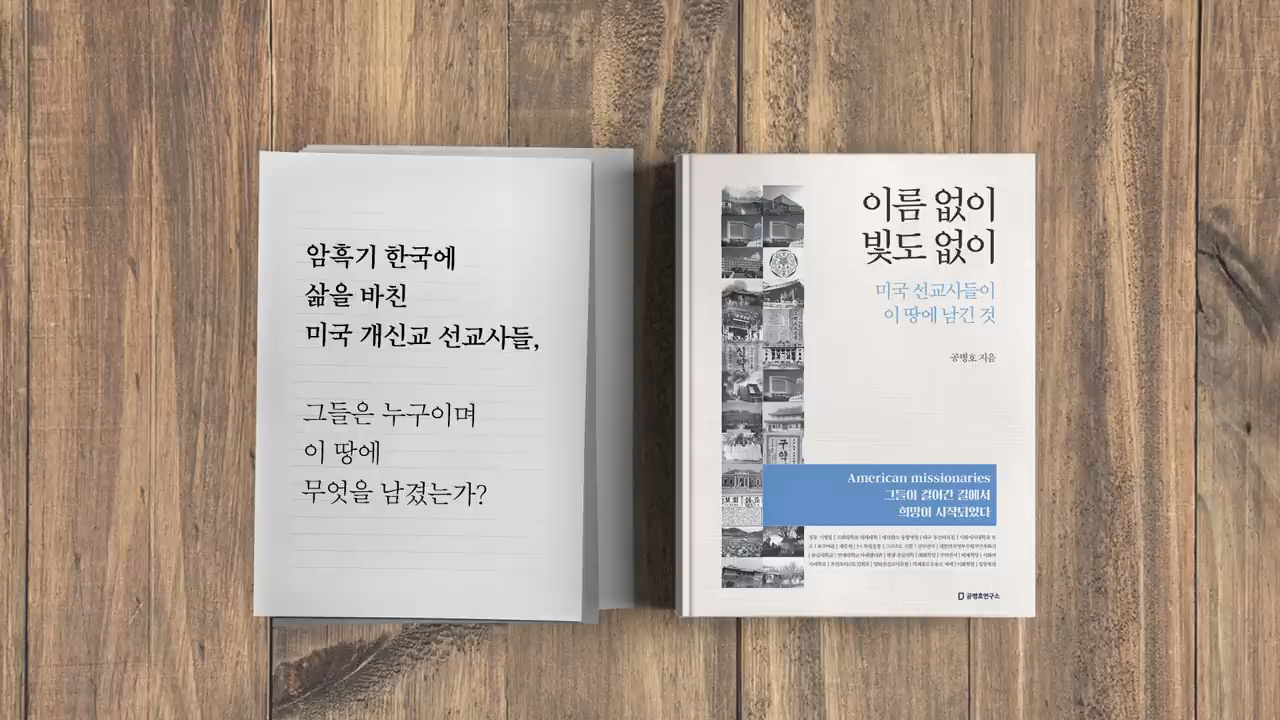 암흑기 한국에
삶을 바친
미국 개신교 선교사들,
그들은 누구이며
이 땅에
무엇을 남겼는가?
이름 없이
빛도 없이
미국 선교사들이
이 땅에 남긴 것
공병호 지음
구약
American missionaries
그들이 걸어간 길에서
희망이 시작되었다
공병호연구소